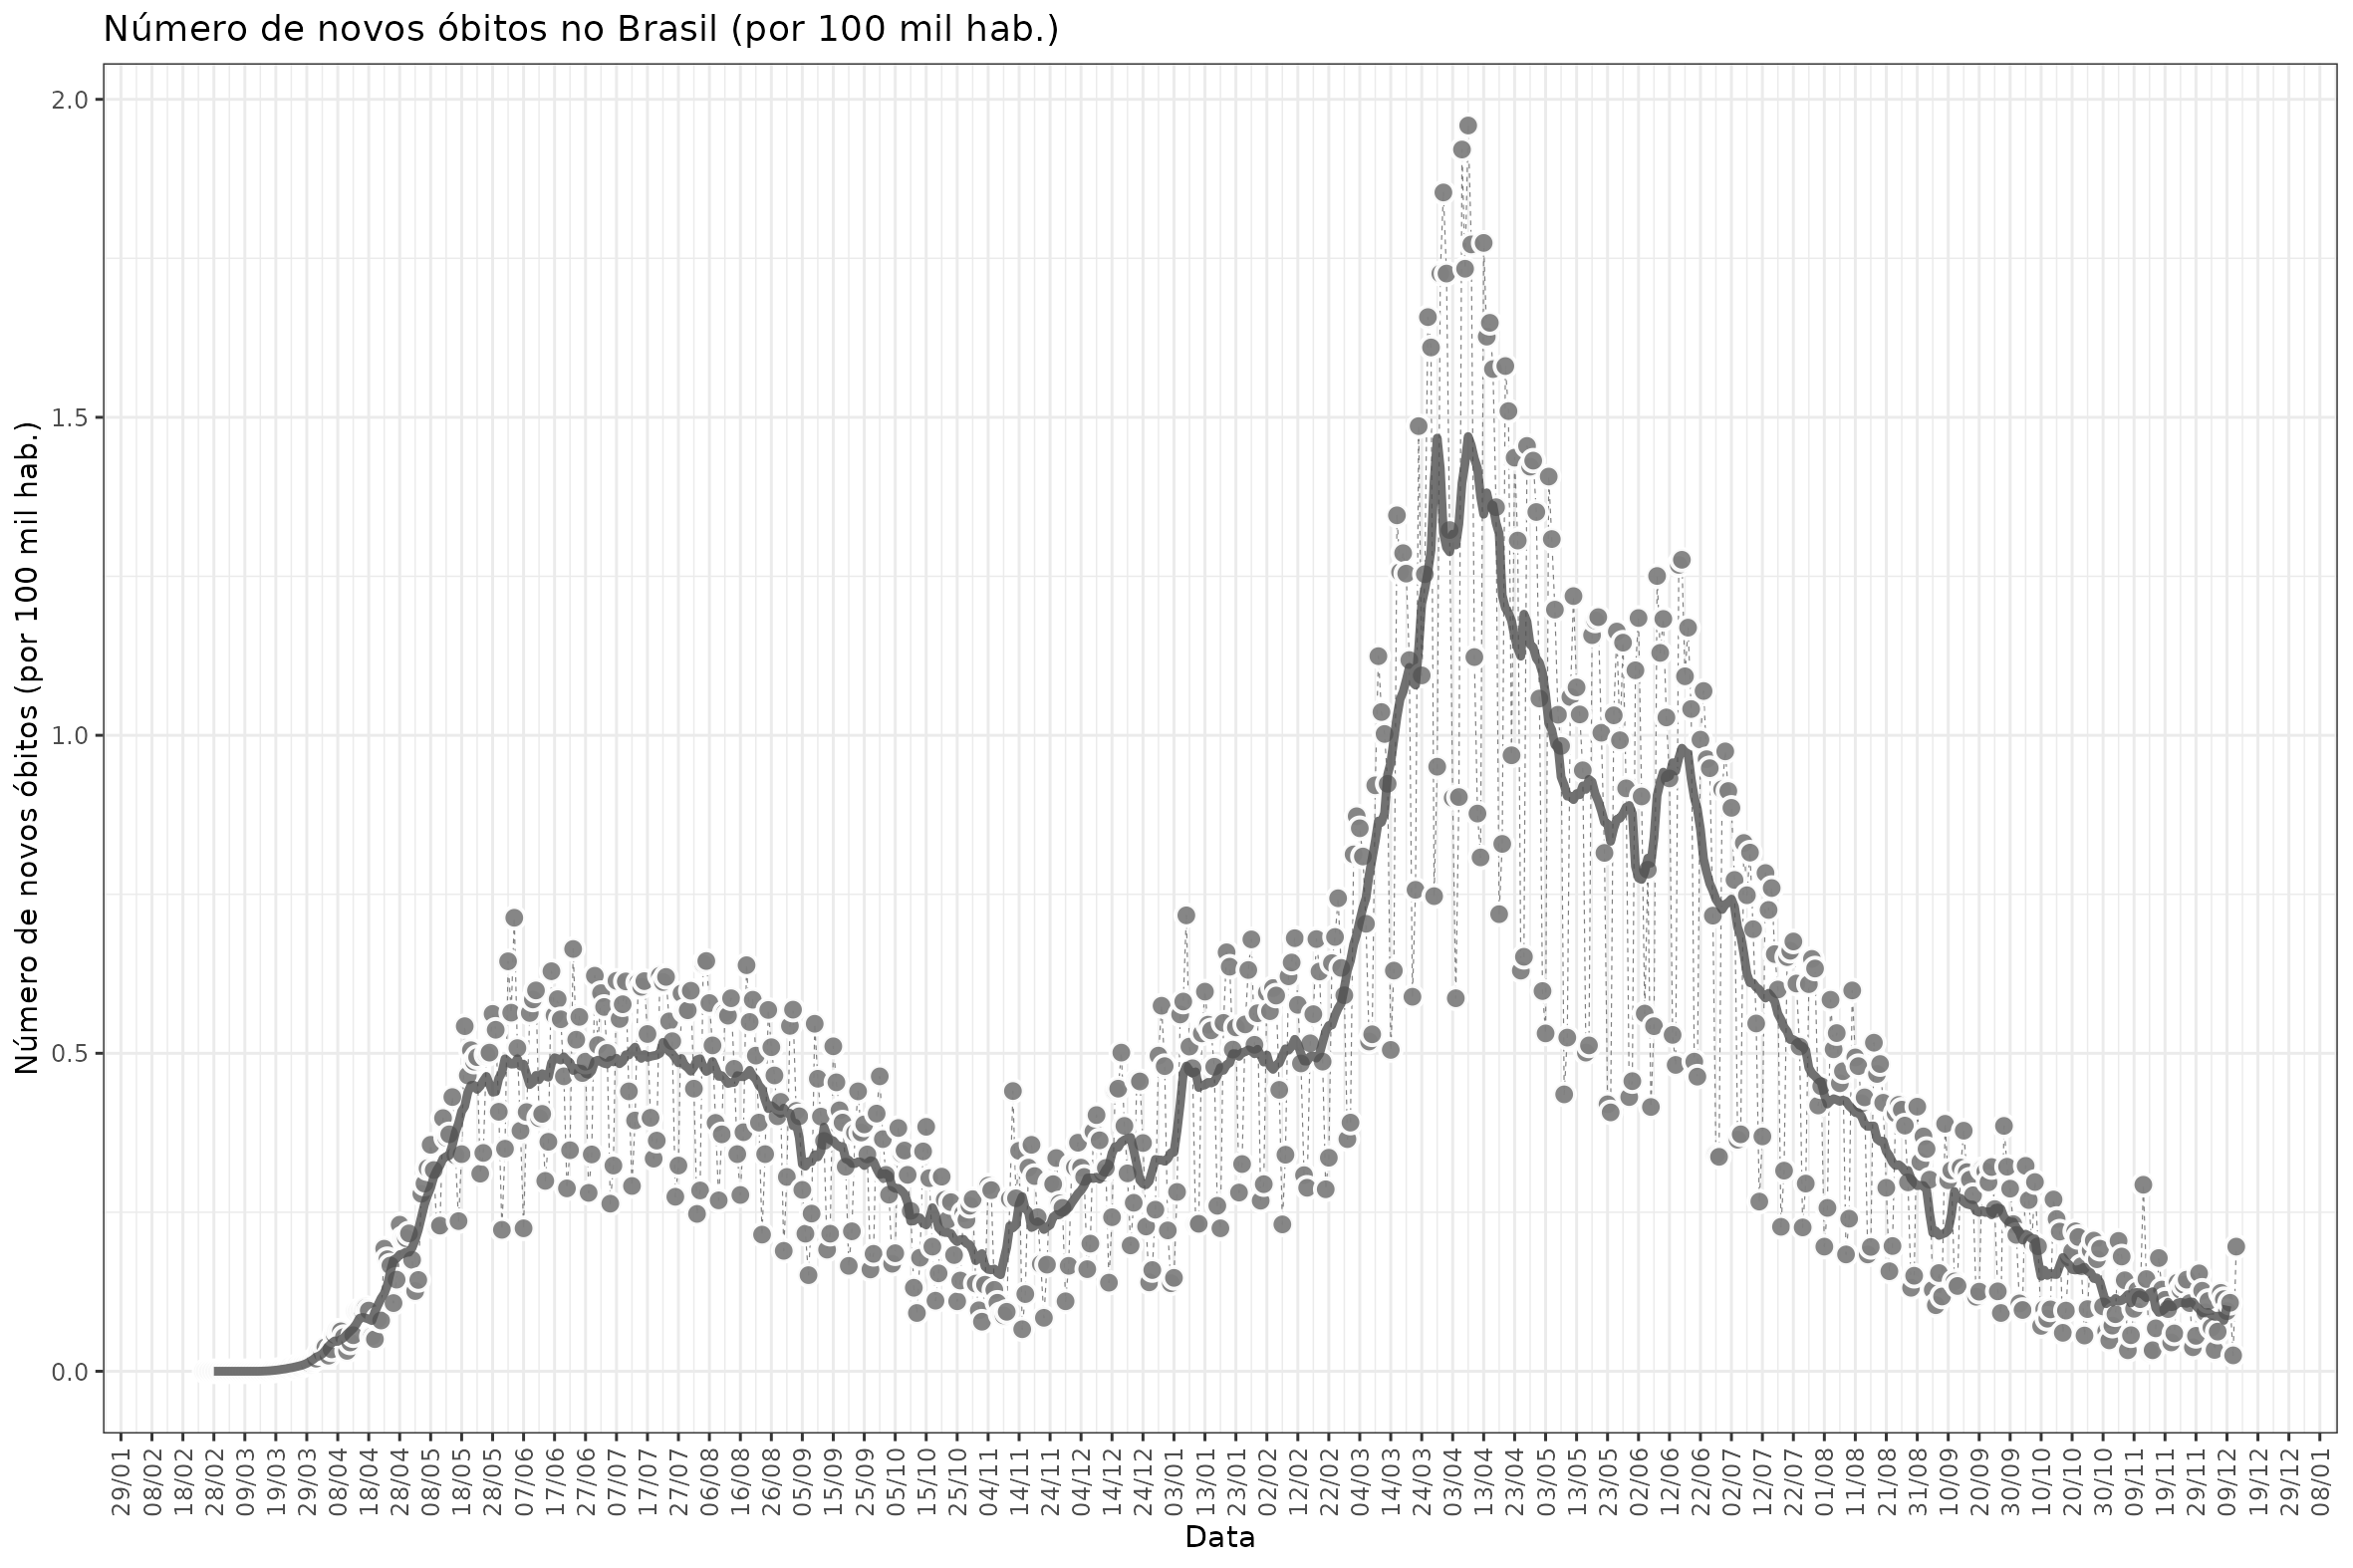 Número de novos óbitos no Brasil (por 100 mil hab.)
Número de novos óbitos (por 100 mil hab.)
2.0
1.5
1.0
0.5
0.0
29/01 08/02 18/02 28/02 09/03 19/03 29/03 08/04 18/04 28/04 08/05 18/05 28/05 07/06 17/06 27/06 07/07 17/07 27/07 06/08 16/08 26/08 05/09 15/09 25/09 05/10 15/10 25/10 04/11 14/11 24/11 04/12 14/12 24/12 03/01 13/01 23/01 02/02 12/02 22/02 04/03 14/03 24/03 03/04 13/04 23/04 03/05 13/05 23/05 02/06 12/06 22/06 02/07 12/07 22/07 01/08 11/08 21/08 31/08 10/09 20/09 30/09 10/10 20/10 30/10 09/11 19/11 29/11 09/12 19/12 29/12 08/01
Data